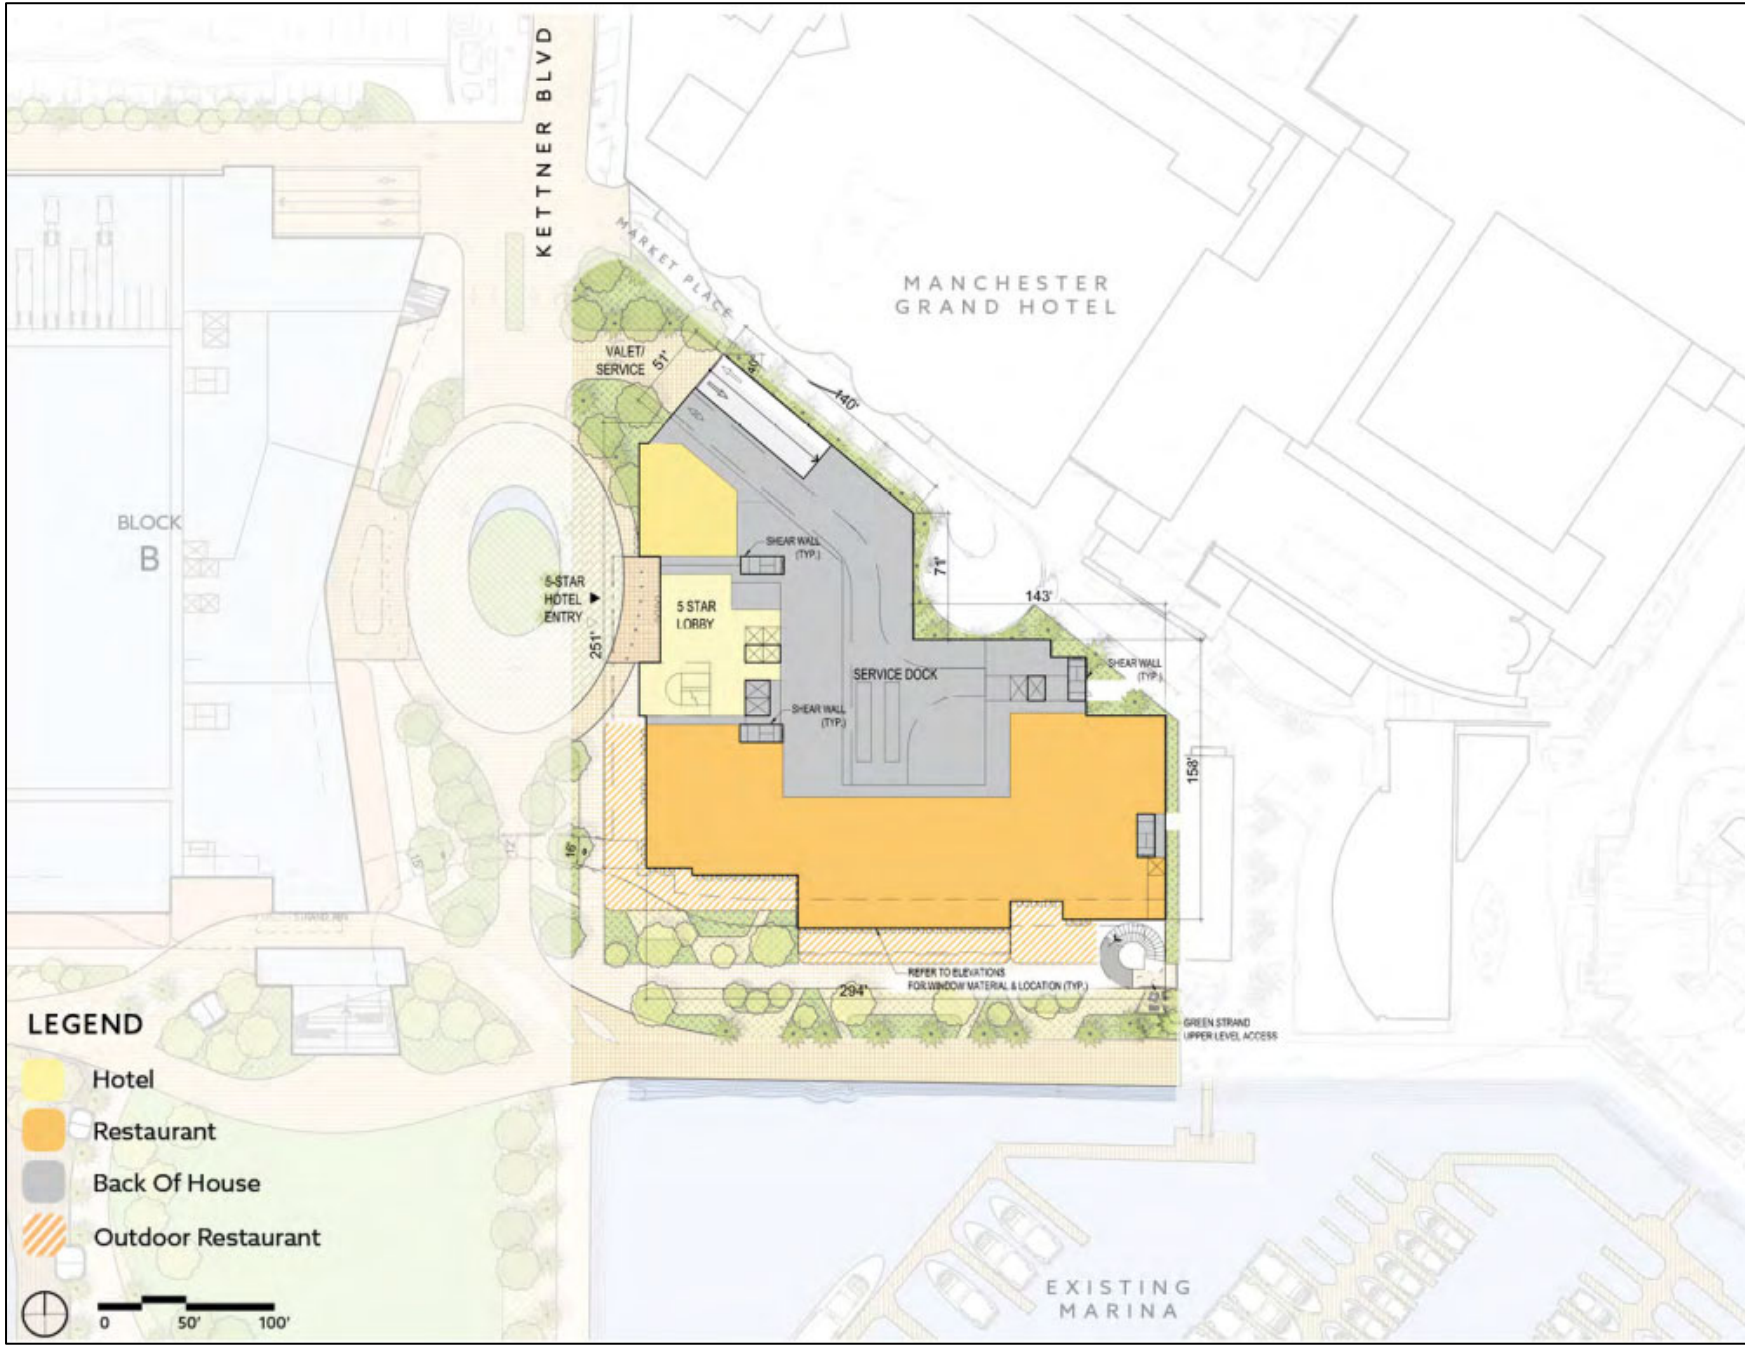 KETTNER BLVD
MARKET PLACE
MANCHESTER
GRAND HOTEL
VALET/
SERVICE
51'
40'
140'
BLOCK
B
SHEAR WALL
(TYP.)
71'
143'
5-STAR
HOTEL
ENTRY
5 STAR
LOBBY
251'
SERVICE DOCK
SHEAR WALL
(TYP.)
SHEAR WALL
(TYP.)
158'
16'
12'
15'
REFER TO ELEVATIONS
FOR WINDOW MATERIAL & LOCATION (TYP.)
294'
GREEN STRAND
UPPER LEVEL ACCESS
LEGEND
Hotel
Restaurant
Back Of House
Outdoor Restaurant
0 50' 100'
EXISTING
MARINA